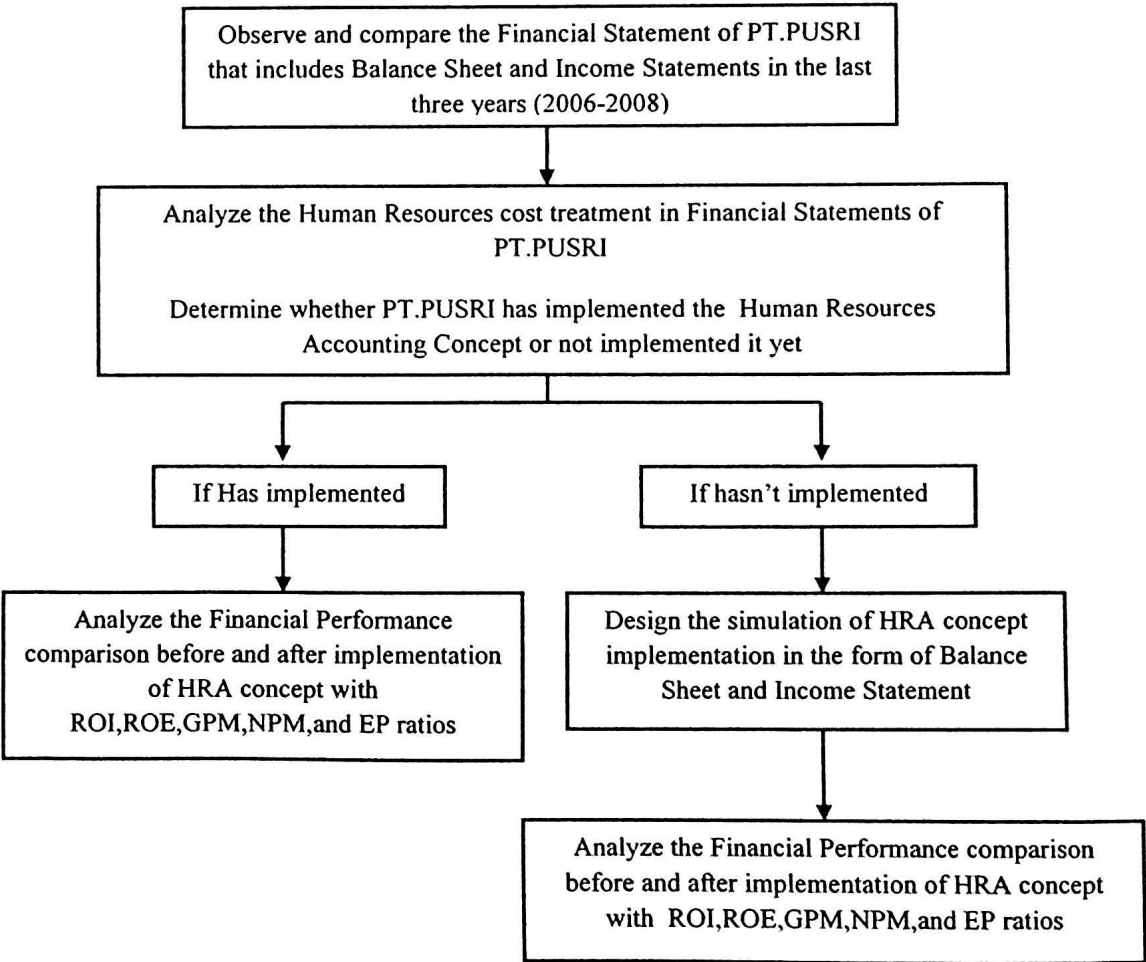 Observe and compare the Financial Statement of PT.PUSRI
that includes Balance Sheet and Income Statements in the last
three years (2006-2008)
Analyze the Human Resources cost treatment in Financial Statements of
PT.PUSRI
Determine whether PT.PUSRI has implemented the Human Resources
Accounting Concept or not implemented it yet
If Has implemented
If hasn't implemented
Analyze the Financial Performance
comparison before and after implementation
of HRA concept with
ROI,ROE,GPM,NPM,and EP ratios
Design the simulation of HRA concept
implementation in the form of Balance
Sheet and Income Statement
Analyze the Financial Performance comparison
before and after implementation of HRA concept
with ROI,ROE,GPM,NPM,and EP ratios